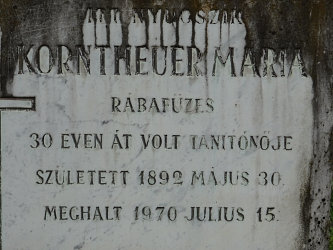 KORNTHEUER MARIA
RÁBAFÜZES
30 EVEN ÁT VOLT TANITÓNŐJE
SZÜLETETT 1892 MÁJUS 30.
MEGHALT 1970 JULIUS 15.